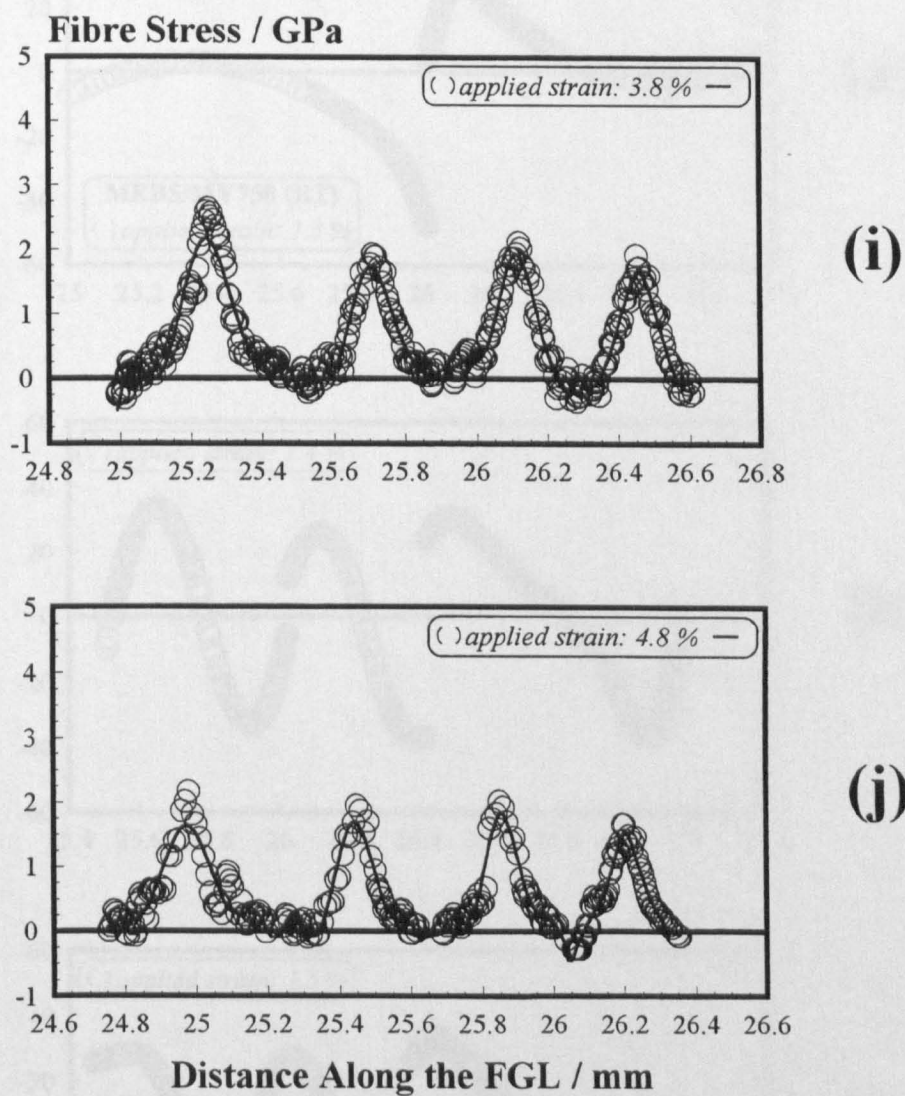 Fibre Stress / GPa
5
( ) applied strain: 3.8 % —
4
3
(i)
2
1
0
-1
24.8 25 25.2 25.4 25.6 25.8 26 26.2 26.4 26.6 26.8
5
( ) applied strain: 4.8 % —
4
3
(j)
2
1
0
-1
24.6 24.8 25 25.2 25.4 25.6 25.8 26 26.2 26.4 26.6
Distance Along the FGL / mm